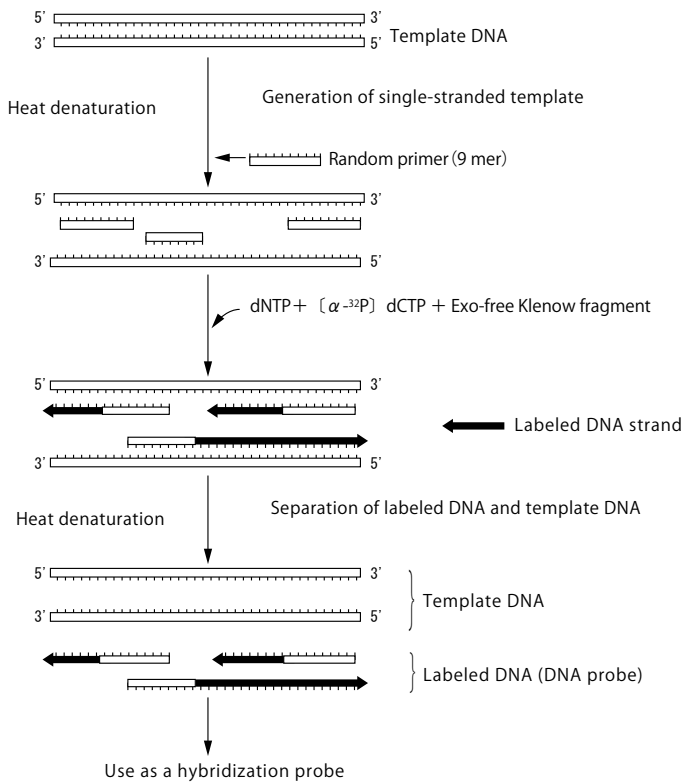 5' 3'
3' 5' Template DNA
Heat denaturation Generation of single-stranded template
Random primer (9 mer)
5' 3'
3' 5'
dNTP+ 〔α-³²P〕 dCTP + Exo-free Klenow fragment
5' 3'
Labeled DNA strand
3' 5'
Heat denaturation Separation of labeled DNA and template DNA
5' 3'
Template DNA
3' 5'
Labeled DNA (DNA probe)
Use as a hybridization probe